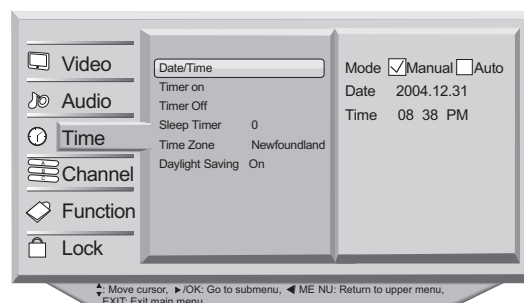 Video
Audio
Time
Channel
Function
Lock
Date/Time
Timer on
Timer Off
Sleep Timer 0
Time Zone Newfoundland
Daylight Saving On
Mode Manual Auto
Date 2004.12.31
Time 08 38 PM
: Move cursor, /OK: Go to submenu, ME NU: Return to upper menu,
EXIT: Exit main menu